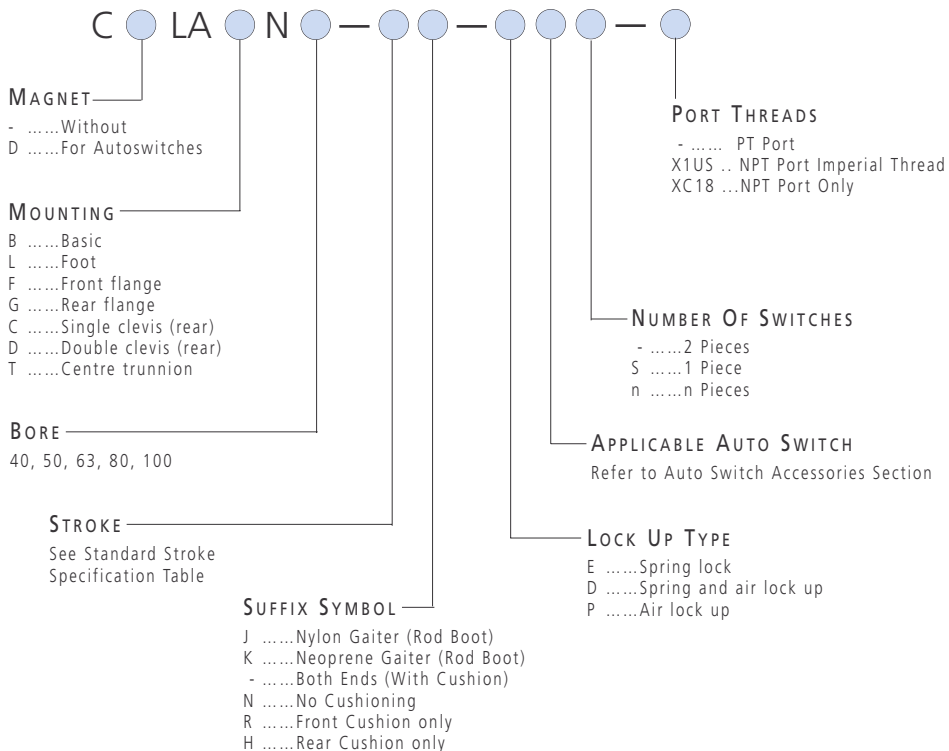 C LA N — — —
MAGNET
- ......Without
D ......For Autoswitches
MOUNTING
B ......Basic
L ......Foot
F ......Front flange
G ......Rear flange
C ......Single clevis (rear)
D ......Double clevis (rear)
T ......Centre trunnion
BORE
40, 50, 63, 80, 100
STROKE
See Standard Stroke
Specification Table
SUFFIX SYMBOL
J ......Nylon Gaiter (Rod Boot)
K ......Neoprene Gaiter (Rod Boot)
- ......Both Ends (With Cushion)
N ......No Cushioning
R ......Front Cushion only
H ......Rear Cushion only
PORT THREADS
- ...... PT Port
X1US .. NPT Port Imperial Thread
XC18 ...NPT Port Only
NUMBER OF SWITCHES
- ......2 Pieces
S ......1 Piece
n ......n Pieces
APPLICABLE AUTO SWITCH
Refer to Auto Switch Accessories Section
LOCK UP TYPE
E ......Spring lock
D ......Spring and air lock up
P ......Air lock up